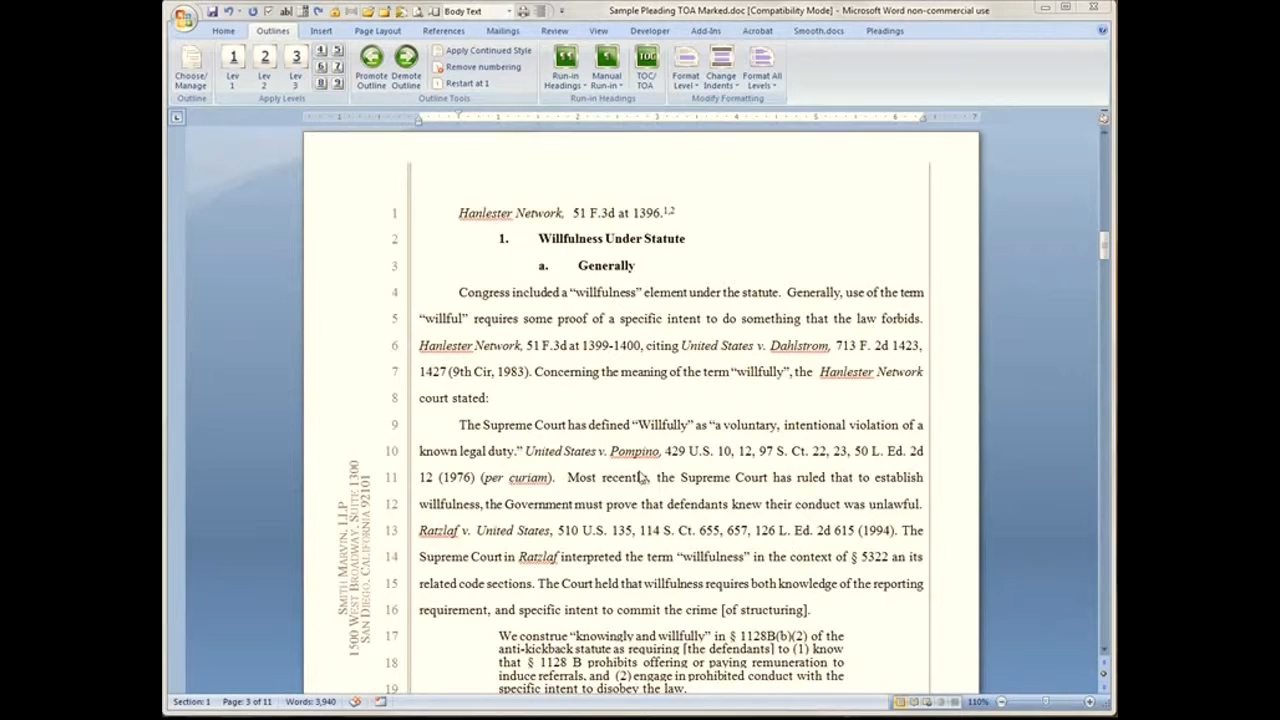 Body Text
Sample Pleading TOA Marked.doc [Compatibility Mode] - Microsoft Word non-commercial use
Home Outlines Insert Page Layout References Mailings Review View Developer Add-Ins Acrobat Smooth.docs Pleadings
1 2 3 4 5 6 7 8 9
Choose/ Manage
Lev 1
Lev 2
Lev 3
Promote Outline
Demote Outline
Apply Continued Style
Remove numbering
Restart at 1
Run-in Headings
Manual Run-in
TOC/ TOA
Format Level
Change Indents
Format All Levels
Outline Apply Levels Outline Tools Run-in Headings Modify Formatting
1 Hanlester Network, 51 F.3d at 1396.1,2
2 1. Willfulness Under Statute
3 a. Generally
4 Congress included a “willfulness” element under the statute. Generally, use of the term
5 “willful” requires some proof of a specific intent to do something that the law forbids.
6 Hanlester Network, 51 F.3d at 1399-1400, citing United States v. Dahlstrom, 713 F. 2d 1423,
7 1427 (9th Cir, 1983). Concerning the meaning of the term “willfully”, the Hanlester Network
8 court stated:
9 The Supreme Court has defined “Willfully” as “a voluntary, intentional violation of a
10 known legal duty.” United States v. Pompino, 429 U.S. 10, 12, 97 S. Ct. 22, 23, 50 L. Ed. 2d
11 12 (1976) (per curiam). Most recently, the Supreme Court has ruled that to establish
12 willfulness, the Government must prove that defendants knew their conduct was unlawful.
13 Ratzlaf v. United States, 510 U.S. 135, 114 S. Ct. 655, 657, 126 L. Ed. 2d 615 (1994). The
14 Supreme Court in Ratzlaf interpreted the term “willfulness” in the context of § 5322 an its
15 related code sections. The Court held that willfulness requires both knowledge of the reporting
16 requirement, and specific intent to commit the crime [of structuring].
17 We construe “knowingly and willfully” in § 1128B(b)(2) of the
anti-kickback statute as requiring [the defendants] to (1) know
18 that § 1128 B prohibits offering or paying remuneration to
induce referrals, and (2) engage in prohibited conduct with the
19 specific intent to disobey the law.
SMITH MARVIN, LLP
1500 WEST BROADWAY, SUITE 1300
SAN DIEGO, CALIFORNIA 92101
Section: 1 Page: 3 of 11 Words: 3,940 110%